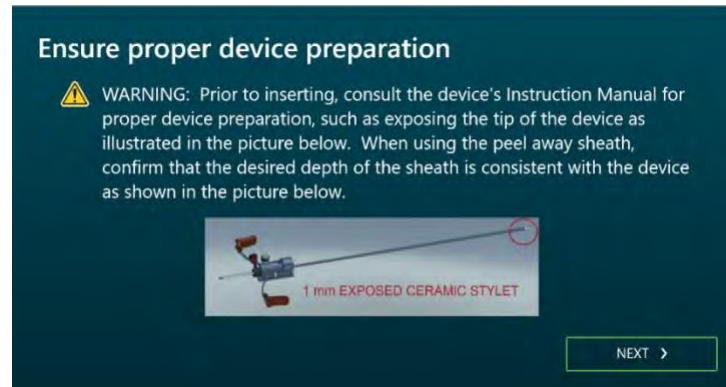 Ensure proper device preparation
WARNING: Prior to inserting, consult the device's Instruction Manual for
proper device preparation, such as exposing the tip of the device as
illustrated in the picture below. When using the peel away sheath,
confirm that the desired depth of the sheath is consistent with the device
as shown in the picture below.
1 mm EXPOSED CERAMIC STYLET
NEXT >